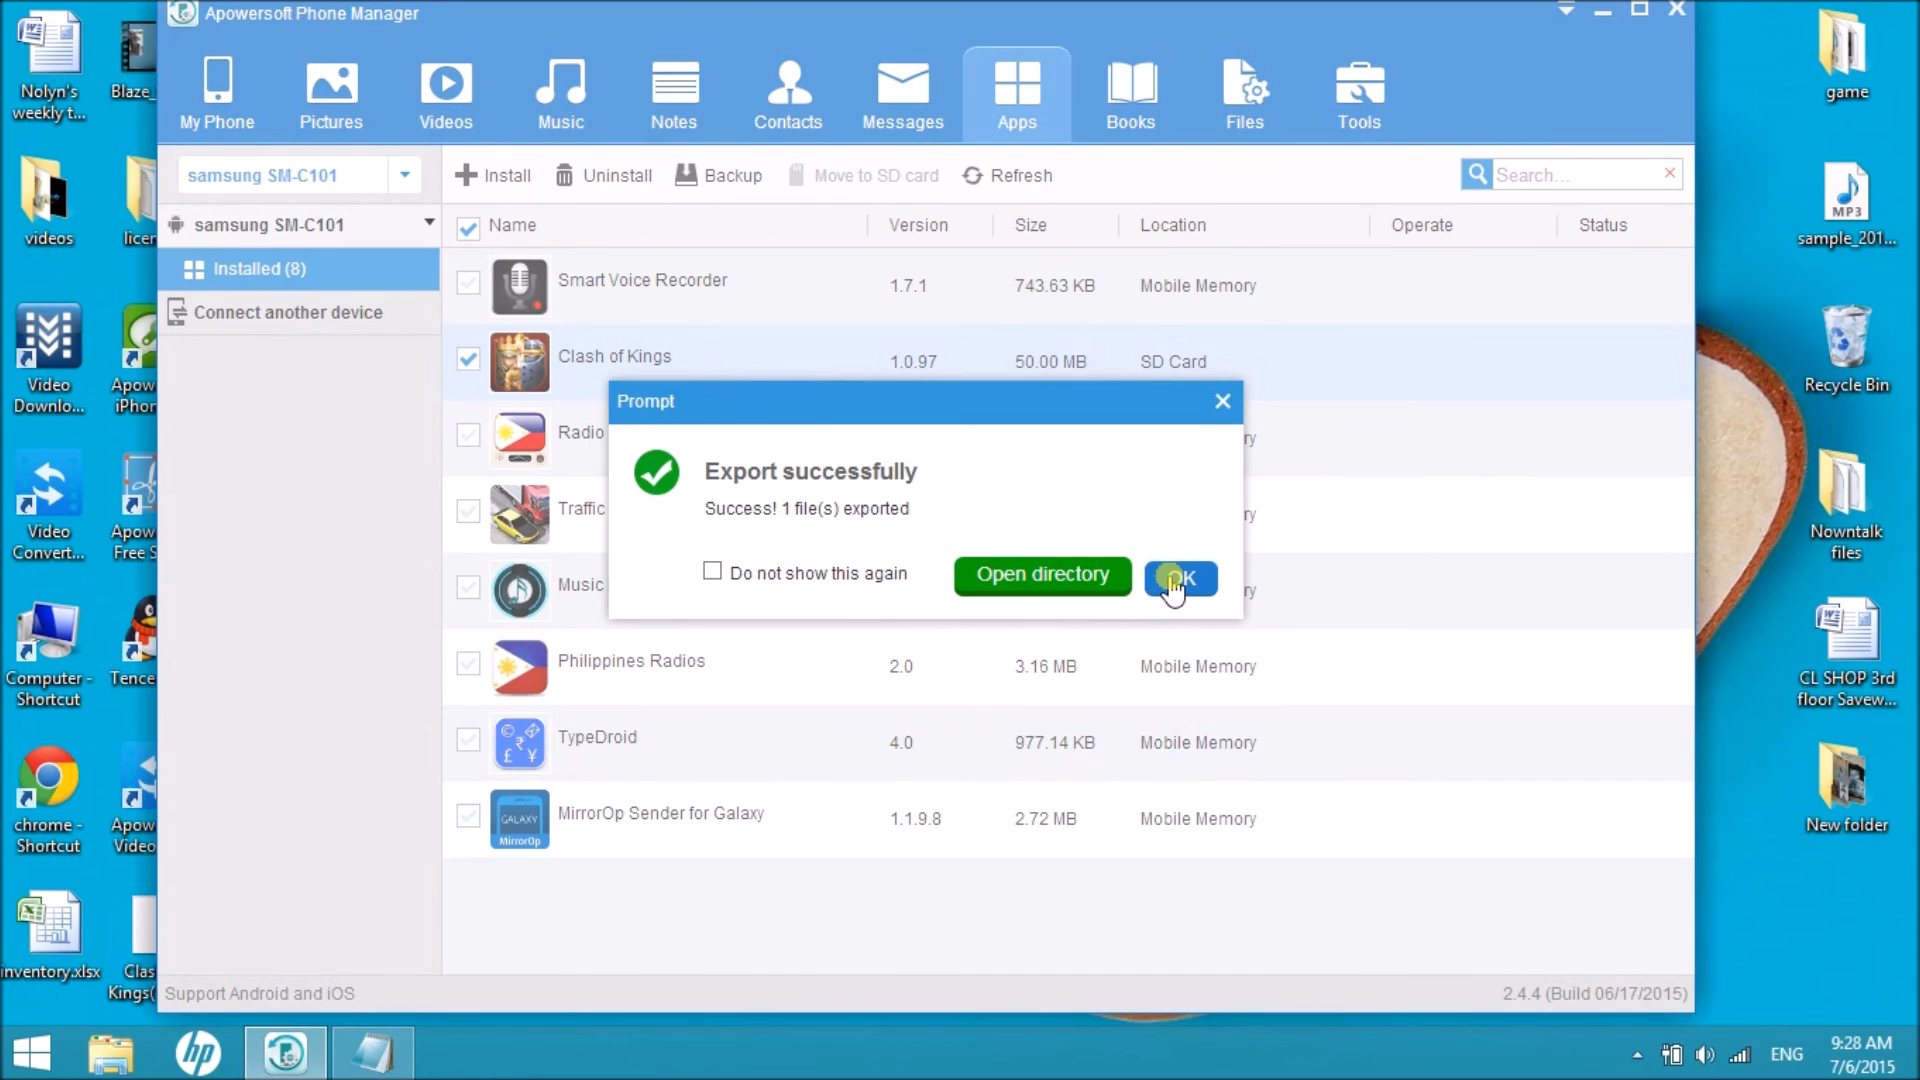 Apowersoft Phone Manager
My Phone
Pictures
Videos
Music
Notes
Contacts
Messages
Apps
Books
Files
Tools
samsung SM-C101
Install
Uninstall
Backup
Move to SD card
Refresh
Search...
samsung SM-C101
Installed (8)
Connect another device
Name Version Size Location Operate Status
Smart Voice Recorder 1.7.1 743.63 KB Mobile Memory
Clash of Kings 1.0.97 50.00 MB SD Card
Radio
Traffic
Music
Philippines Radios 2.0 3.16 MB Mobile Memory
TypeDroid 4.0 977.14 KB Mobile Memory
MirrorOp Sender for Galaxy 1.1.9.8 2.72 MB Mobile Memory
GALAXY
MirrorOp
Prompt
Export successfully
Success! 1 file(s) exported
Do not show this again
Open directory
OK
Support Android and iOS
2.4.4 (Build 06/17/2015)
Nolyn's
weekly t...
Blaze_
videos
licen
Video
Downlo...
Apow
iPhon
Video
Convert...
Apow
Free S
Computer -
Shortcut
Tence
chrome -
Shortcut
Apow
Video
inventory.xlsx
Clas
Kings(
game
MP3
sample_201...
Recycle Bin
Nowntalk
files
CL SHOP 3rd
floor Savew...
New folder
hp
ENG
9:28 AM
7/6/2015